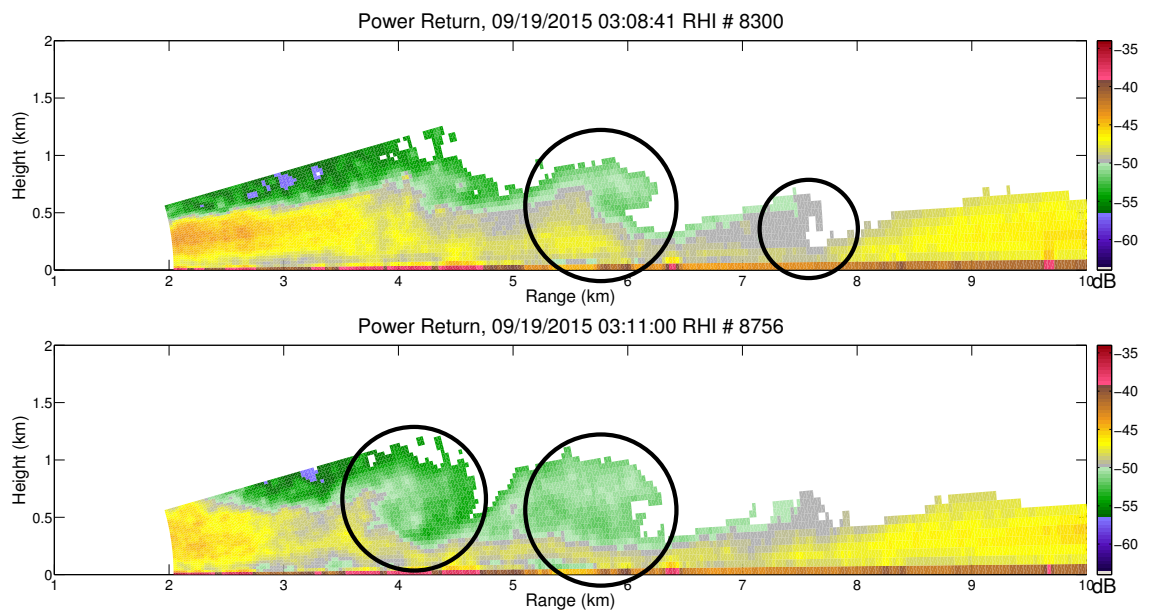 Power Return, 09/19/2015 03:08:41 RHI # 8300
Height (km)
2
1.5
1
0.5
0
1 2 3 4 5 6 7 8 9 10
Range (km)
−35
−40
−45
−50
−55
−60
dB
Power Return, 09/19/2015 03:11:00 RHI # 8756
Height (km)
2
1.5
1
0.5
0
1 2 3 4 5 6 7 8 9 10
Range (km)
−35
−40
−45
−50
−55
−60
dB